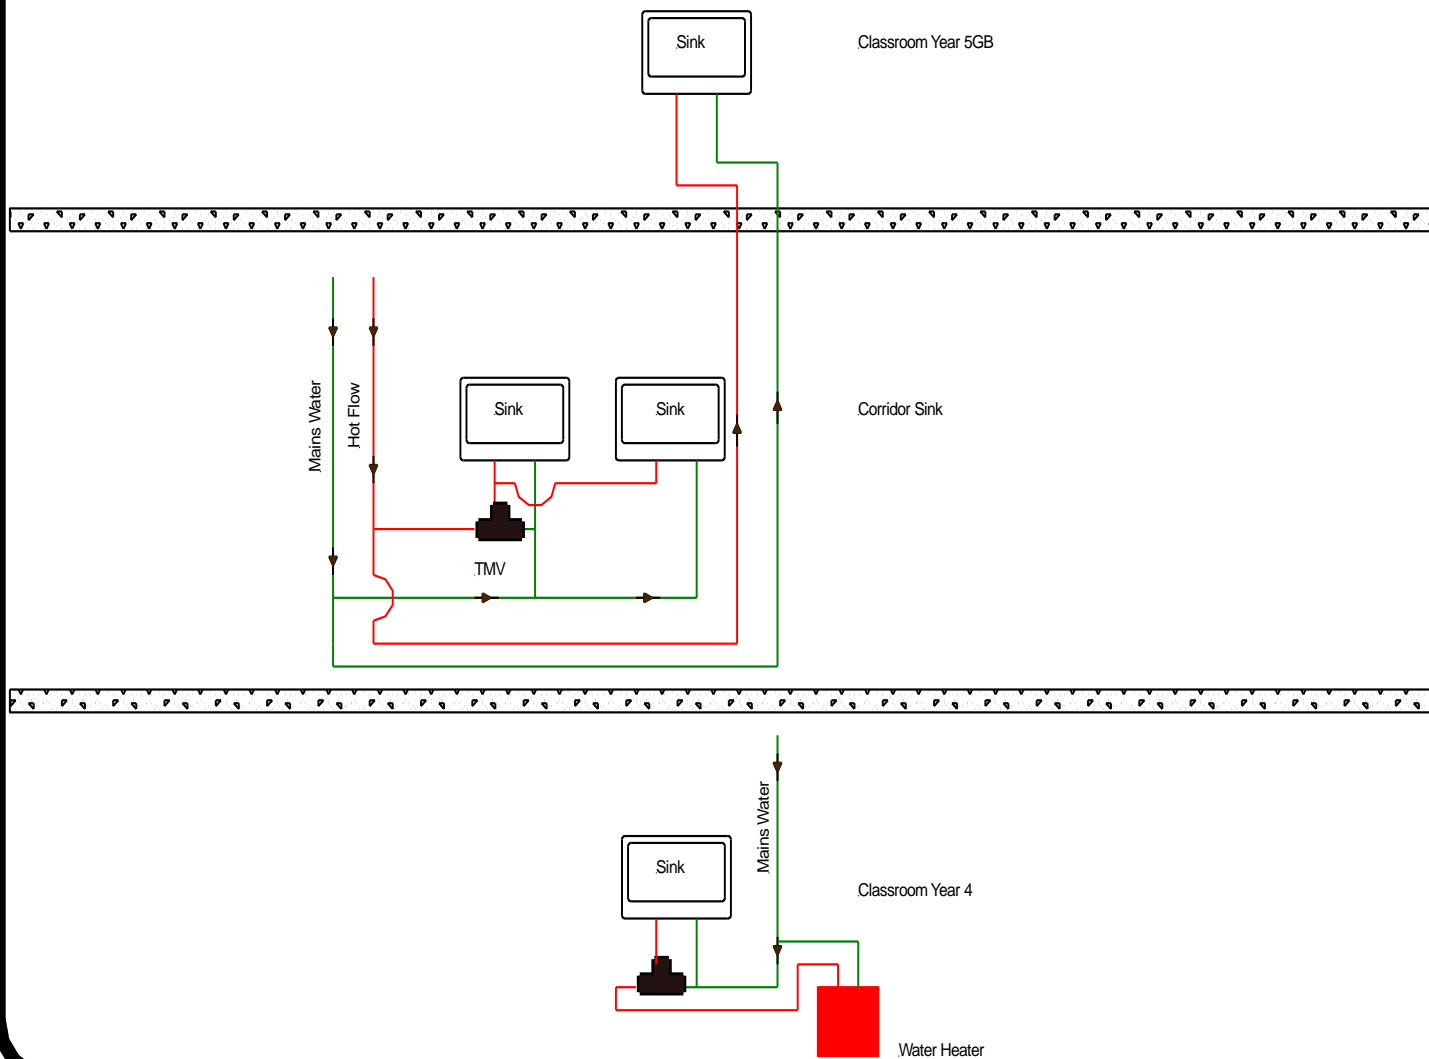 Sink
Classroom Year 5GB
Mains Water
Hot Flow
Sink
Sink
Corridor Sink
TMV
Mains Water
Sink
Classroom Year 4
Water Heater